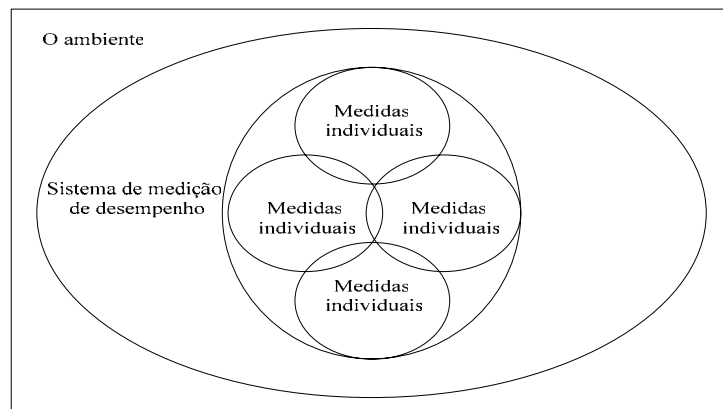 O ambiente
Medidas
individuais
Sistema de medição
de desempenho
Medidas
individuais
Medidas
individuais
Medidas
individuais